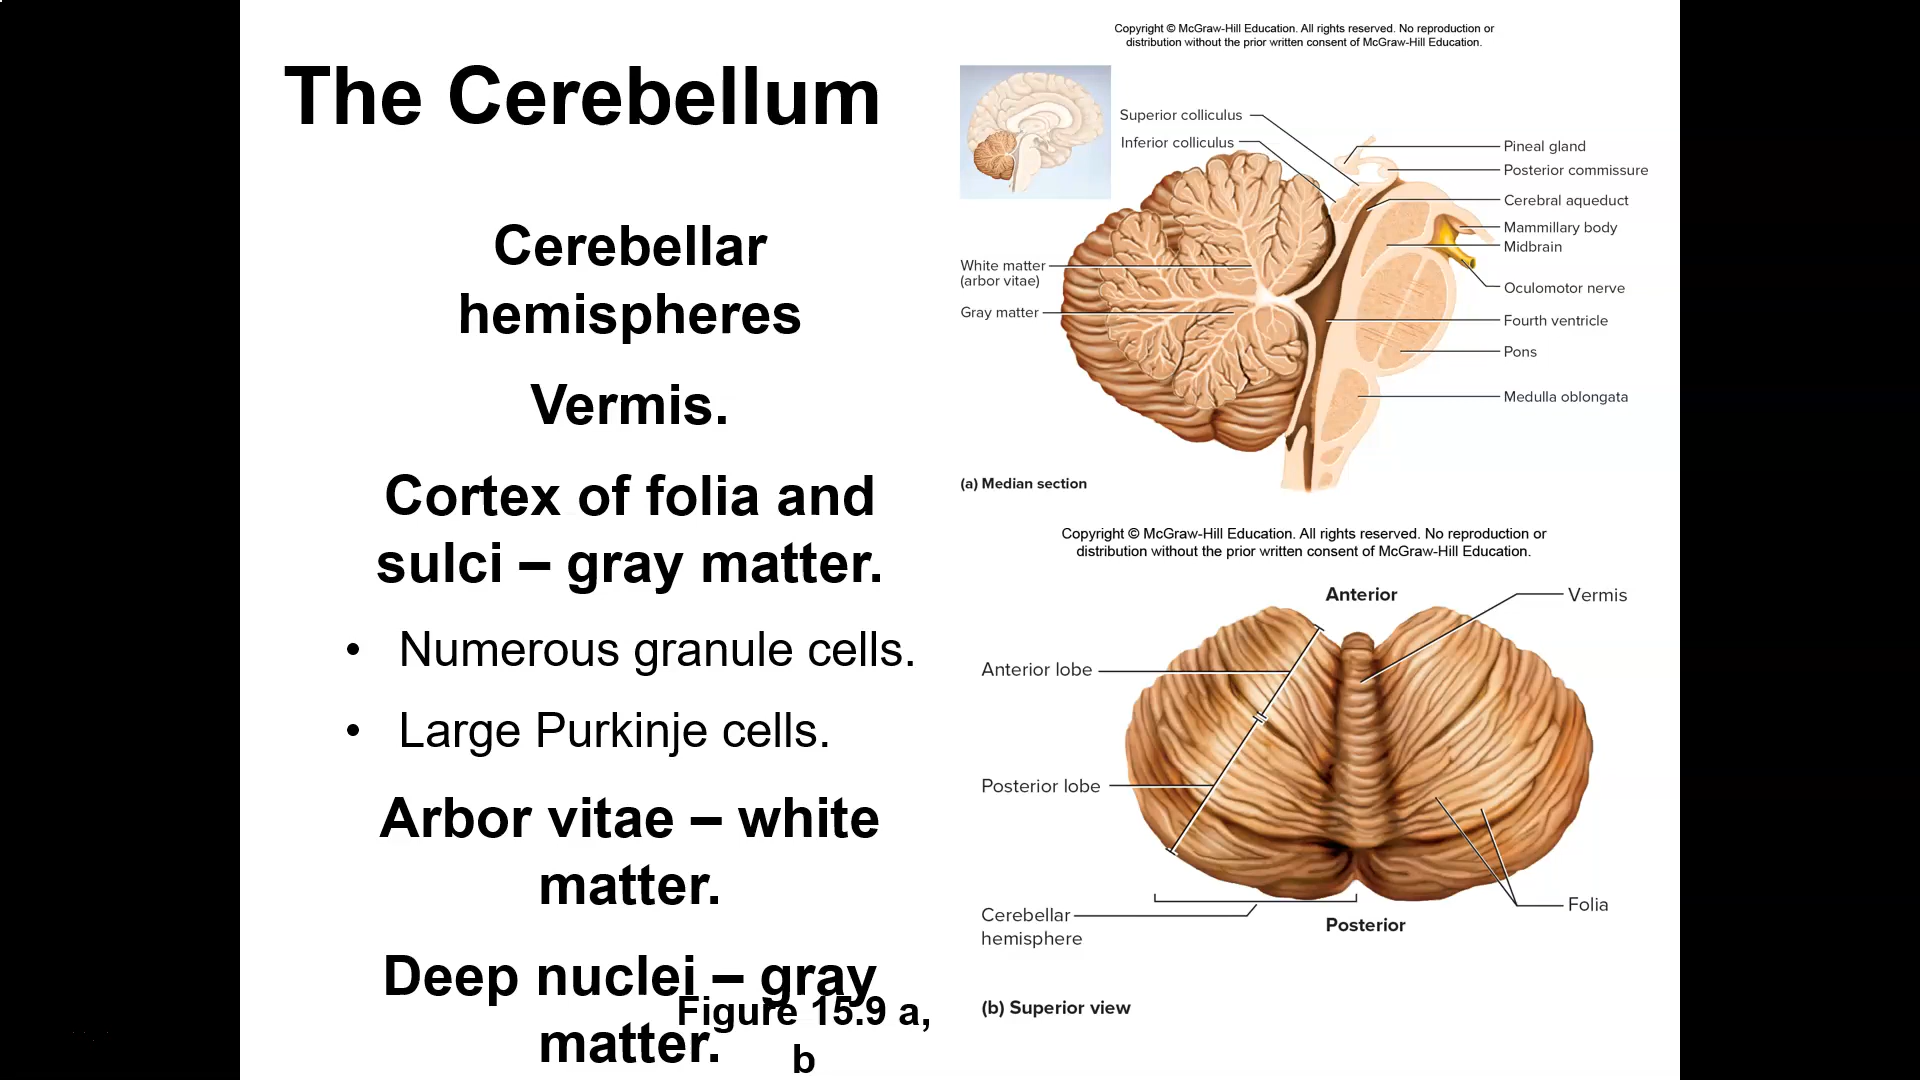 The Cerebellum
Cerebellar
hemispheres
Vermis.
Cortex of folia and
sulci – gray matter.
• Numerous granule cells.
• Large Purkinje cells.
Arbor vitae – white
matter.
Deep nuclei – gray
matter.
Figure 15.9 a,
b
Copyright © McGraw-Hill Education. All rights reserved. No reproduction or
distribution without the prior written consent of McGraw-Hill Education.
Superior colliculus
Inferior colliculus
Pineal gland
Posterior commissure
Cerebral aqueduct
Mammillary body
Midbrain
White matter
(arbor vitae)
Oculomotor nerve
Gray matter
Fourth ventricle
Pons
Medulla oblongata
(a) Median section
Copyright © McGraw-Hill Education. All rights reserved. No reproduction or
distribution without the prior written consent of McGraw-Hill Education.
Anterior
Vermis
Anterior lobe
Posterior lobe
Folia
Cerebellar
hemisphere
Posterior
(b) Superior view